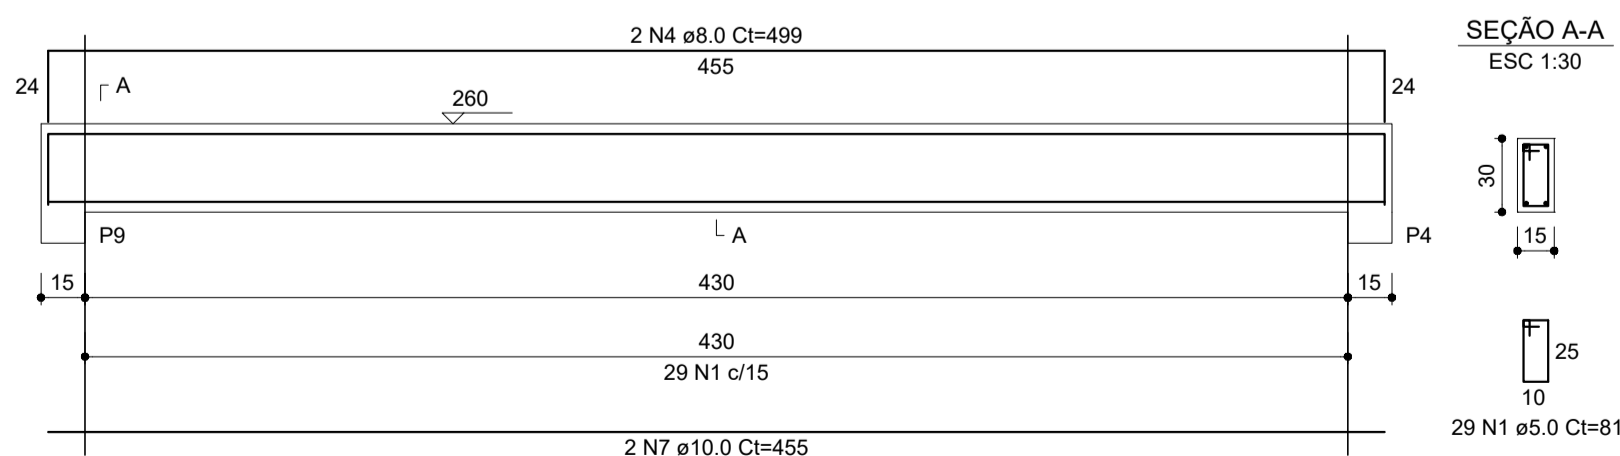 2 N4 ø8.0 Ct=499
455
24
24
A
260
A
P9
P4
15
430
15
430
29 N1 c/15
2 N7 ø10.0 Ct=455
SEÇÃO A-A
ESC 1:30
30
15
25
10
29 N1 ø5.0 Ct=81